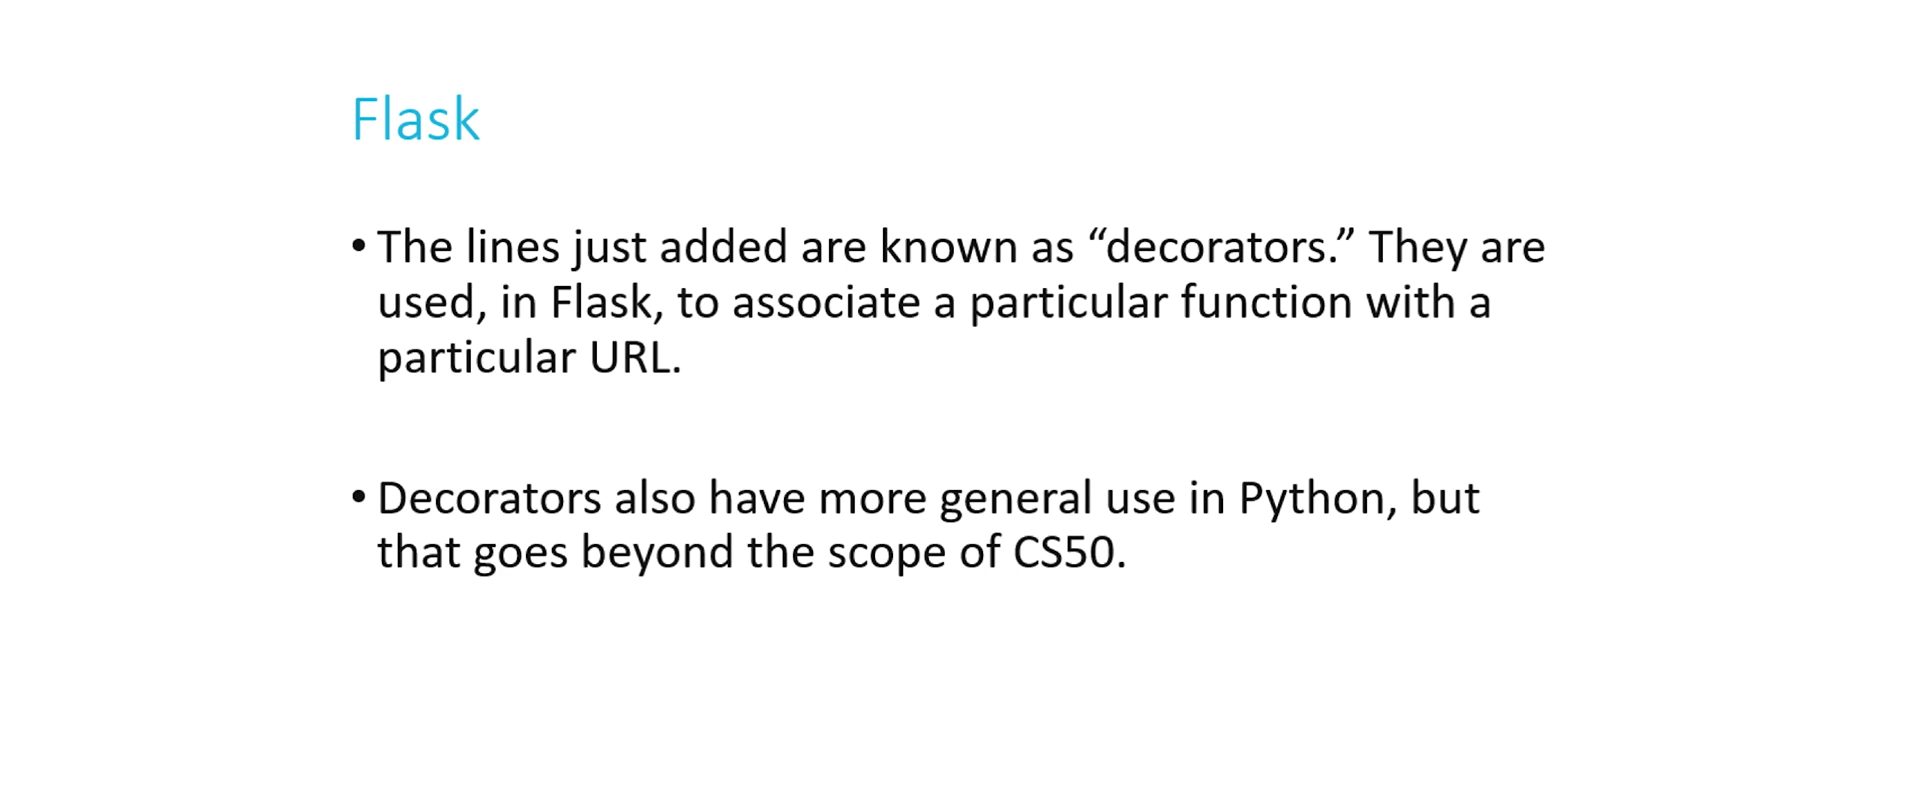 Flask
• The lines just added are known as “decorators.” They are
used, in Flask, to associate a particular function with a
particular URL.
• Decorators also have more general use in Python, but
that goes beyond the scope of CS50.